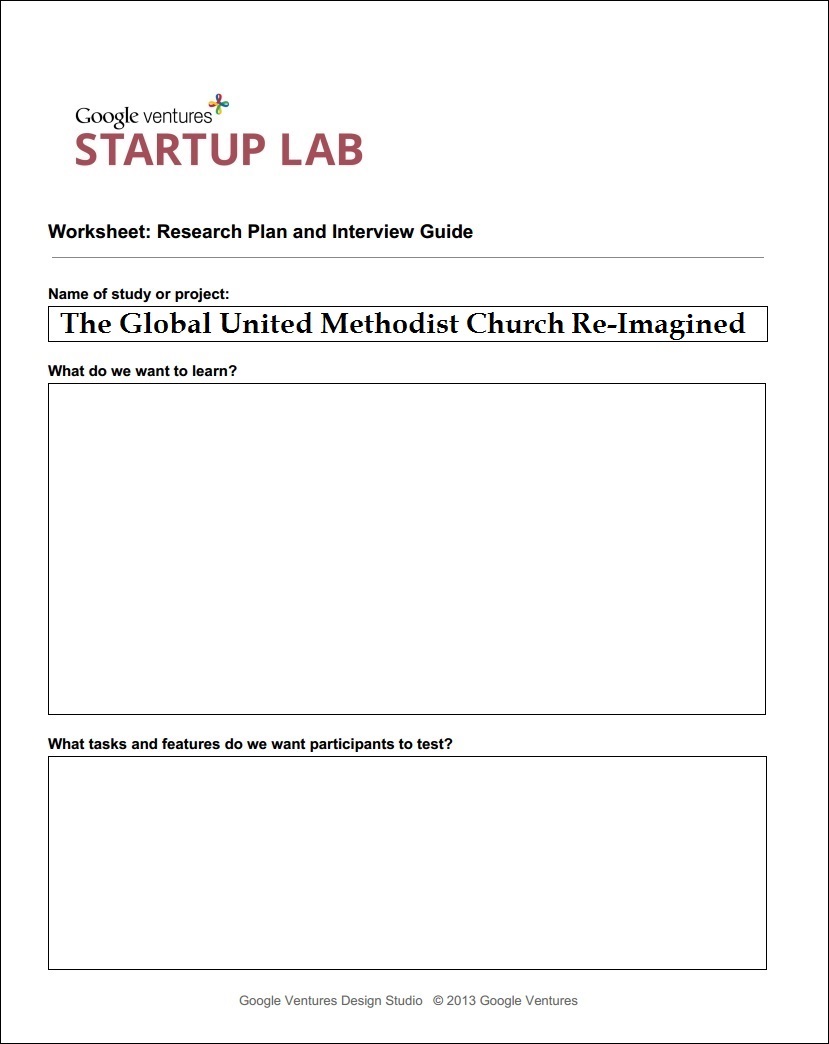 Google ventures
STARTUP LAB
Worksheet: Research Plan and Interview Guide
Name of study or project:
The Global United Methodist Church Re-Imagined
What do we want to learn?
What tasks and features do we want participants to test?
Google Ventures Design Studio © 2013 Google Ventures